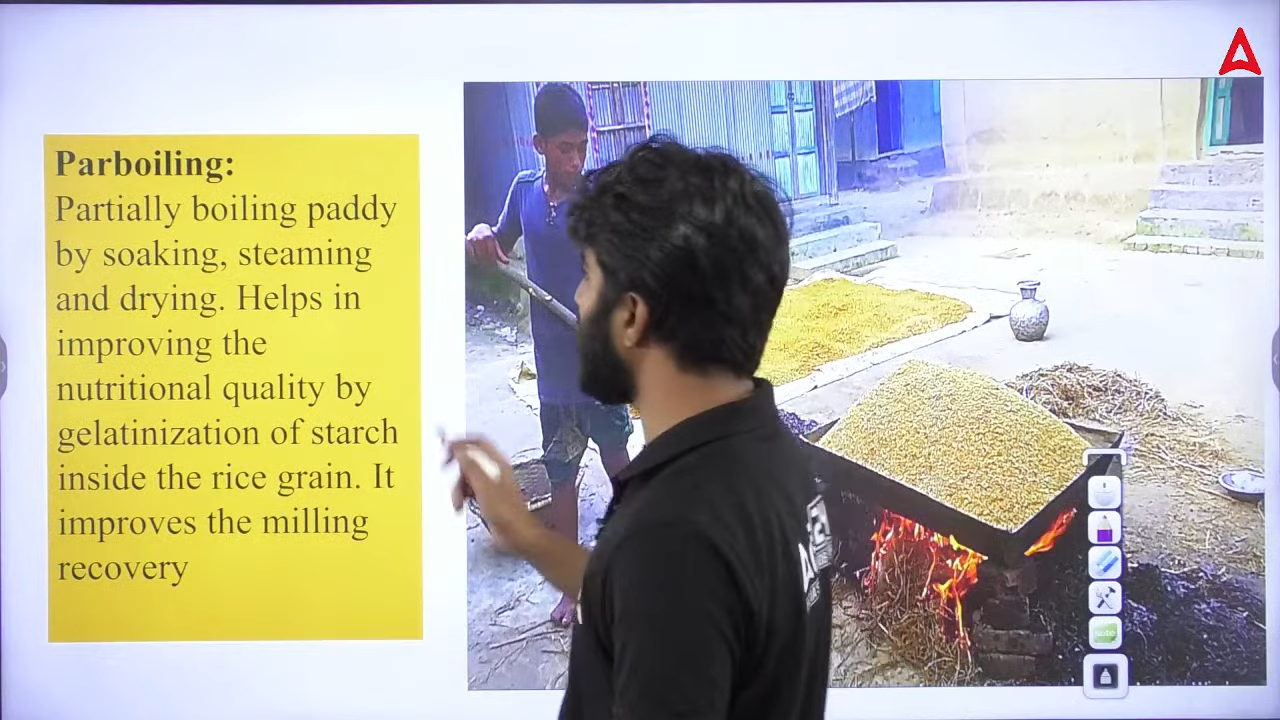 Parboiling:
Partially boiling paddy
by soaking, steaming
and drying. Helps in
improving the
nutritional quality by
gelatinization of starch
inside the rice grain. It
improves the milling
recovery